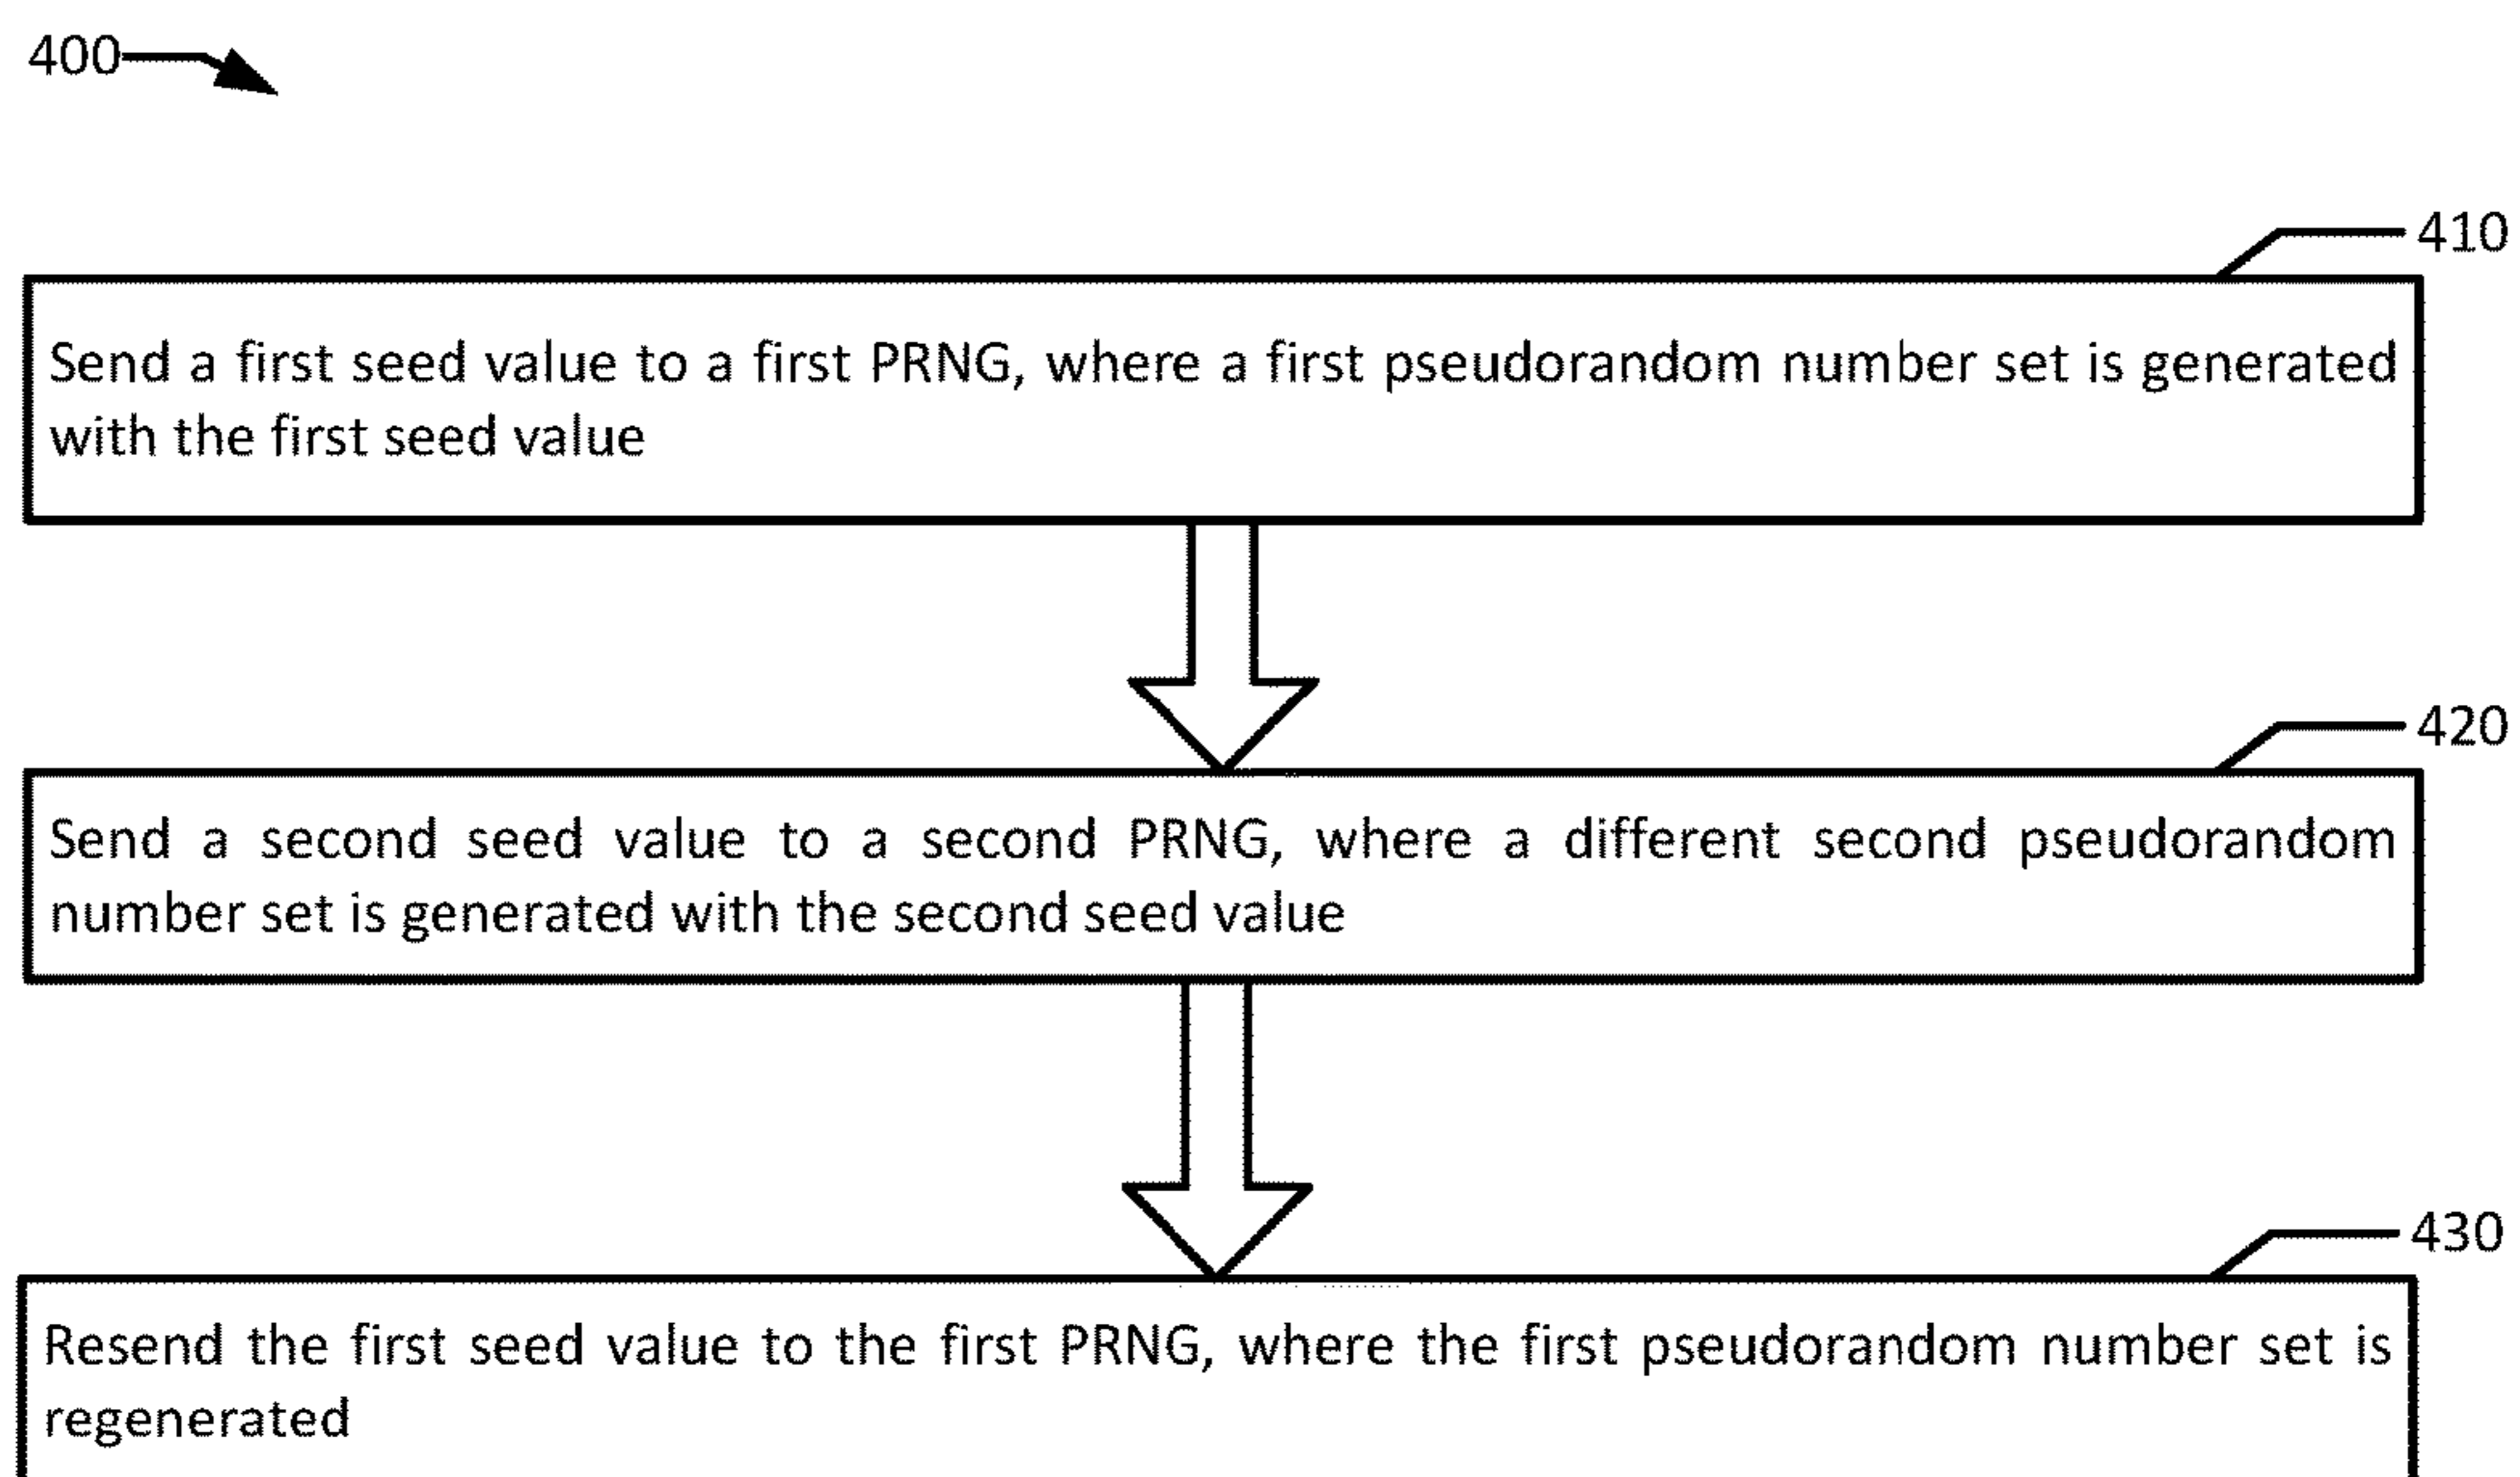 400
410
Send a first seed value to a first PRNG, where a first pseudorandom number set is generated
with the first seed value
420
Send a second seed value to a second PRNG, where a different second pseudorandom
number set is generated with the second seed value
430
Resend the first seed value to the first PRNG, where the first pseudorandom number set is
regenerated